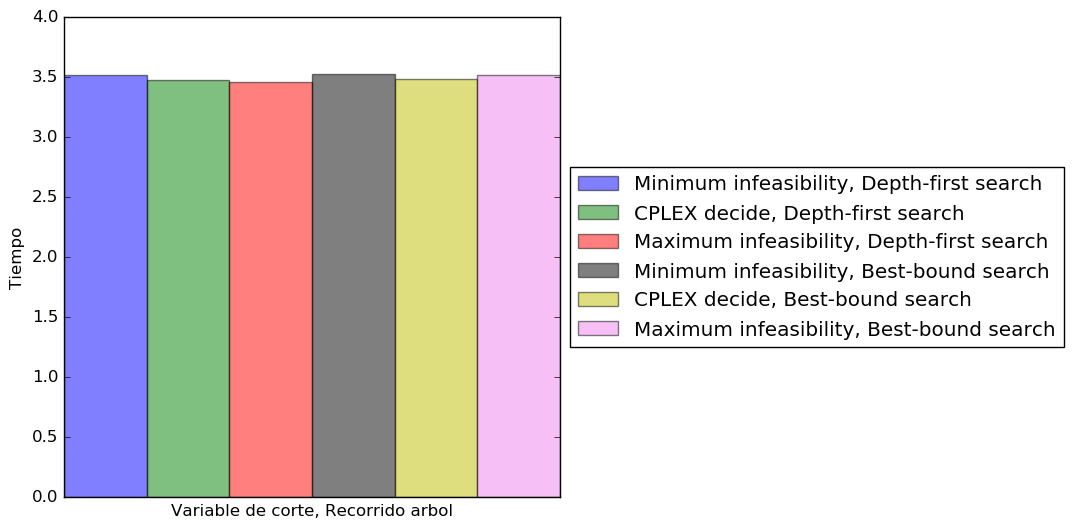 4.0
3.5
3.0
2.5
2.0
1.5
1.0
0.5
0.0
Tiempo
Variable de corte, Recorrido arbol
Minimum infeasibility, Depth-first search
CPLEX decide, Depth-first search
Maximum infeasibility, Depth-first search
Minimum infeasibility, Best-bound search
CPLEX decide, Best-bound search
Maximum infeasibility, Best-bound search